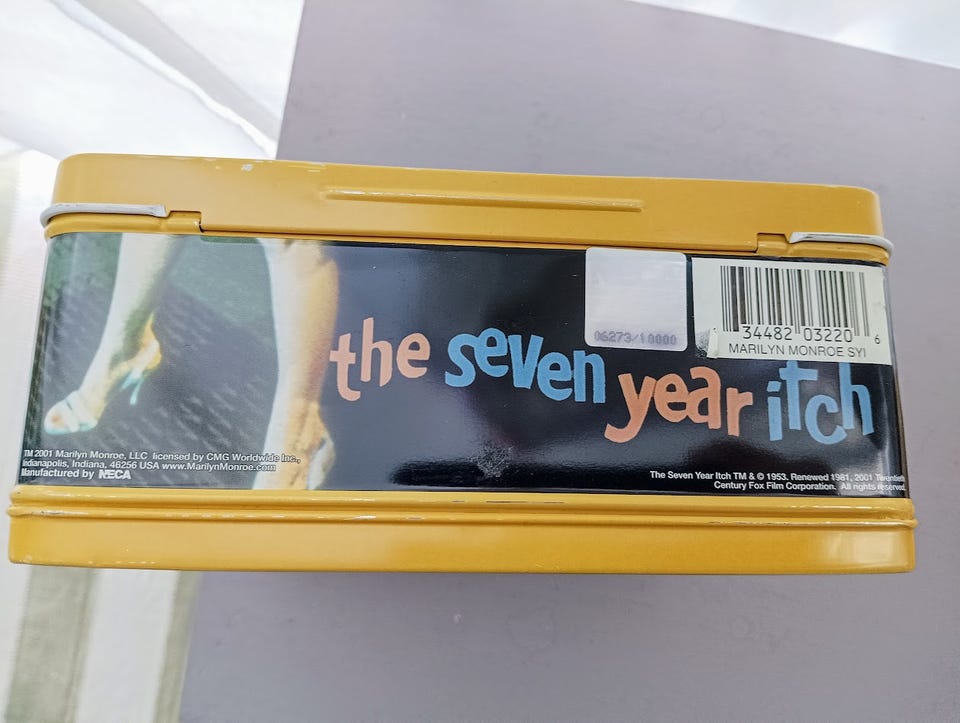 the seven year itch
06273/10000
34482 03220 6
MARILYN MONROE SYI
TM 2001 Marilyn Monroe, LLC licensed by CMG Worldwide Inc.,
Indianapolis, Indiana, 46256 USA www.MarilynMonroe.com
Manufactured by NECA
The Seven Year Itch TM & © 1953. Renewed 1981, 2001 Twentieth
Century Fox Film Corporation. All rights reserved.